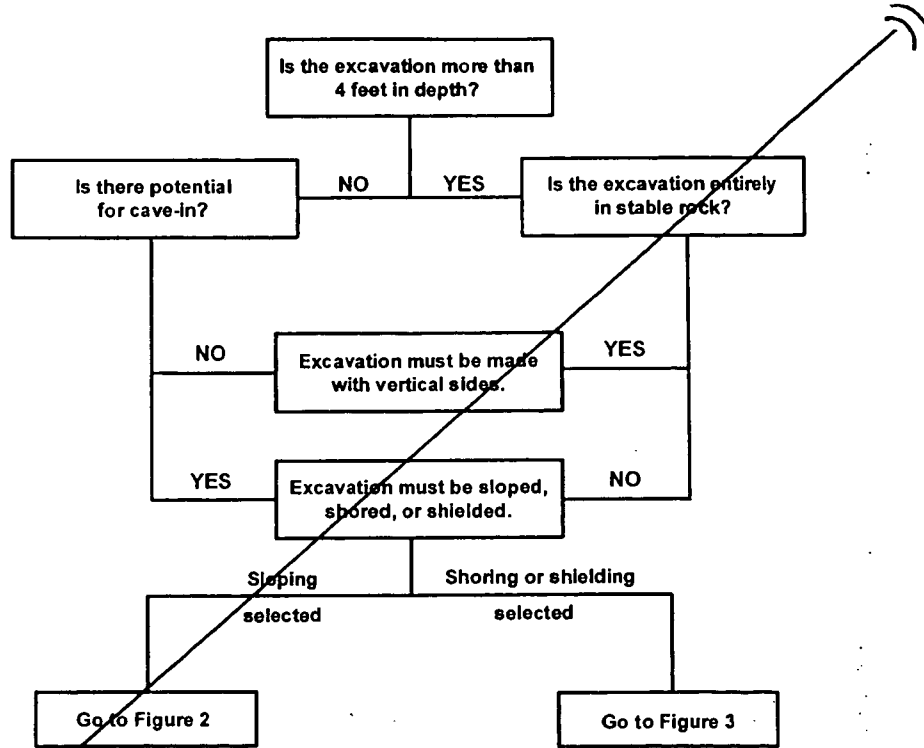 Is the excavation more than
4 feet in depth?
Is there potential
for cave-in?
NO
YES
Is the excavation entirely
in stable rock?
NO
Excavation must be made
with vertical sides.
YES
YES
Excavation must be sloped,
shored, or shielded.
NO
Sloping
selected
Shoring or shielding
selected
Go to Figure 2
Go to Figure 3